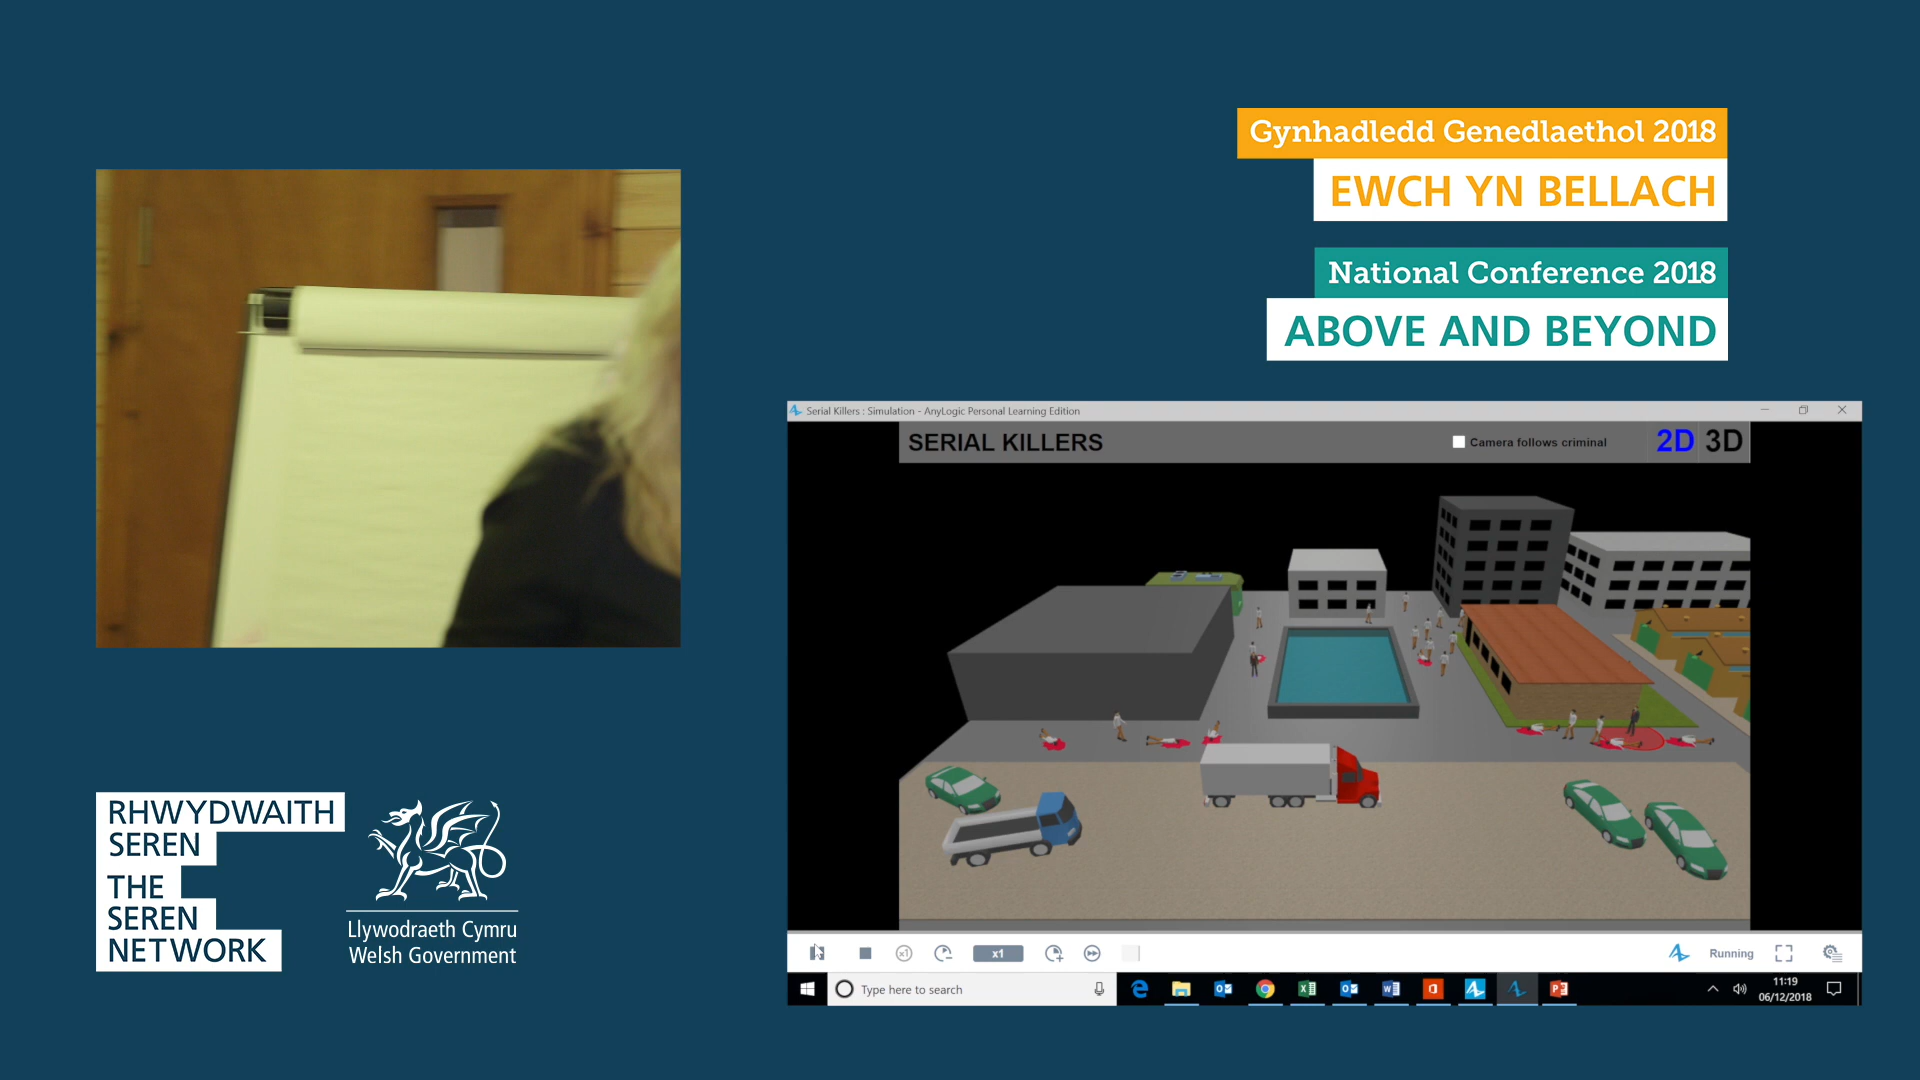 Gynhadledd Genedlaethol 2018
EWCH YN BELLACH
National Conference 2018
ABOVE AND BEYOND
Serial Killers : Simulation - AnyLogic Personal Learning Edition
SERIAL KILLERS
Camera follows criminal
2D 3D
x1
x1
Running
Type here to search
11:19
06/12/2018
RHWYDWAITH
SEREN
THE
SEREN
NETWORK
Llywodraeth Cymru
Welsh Government